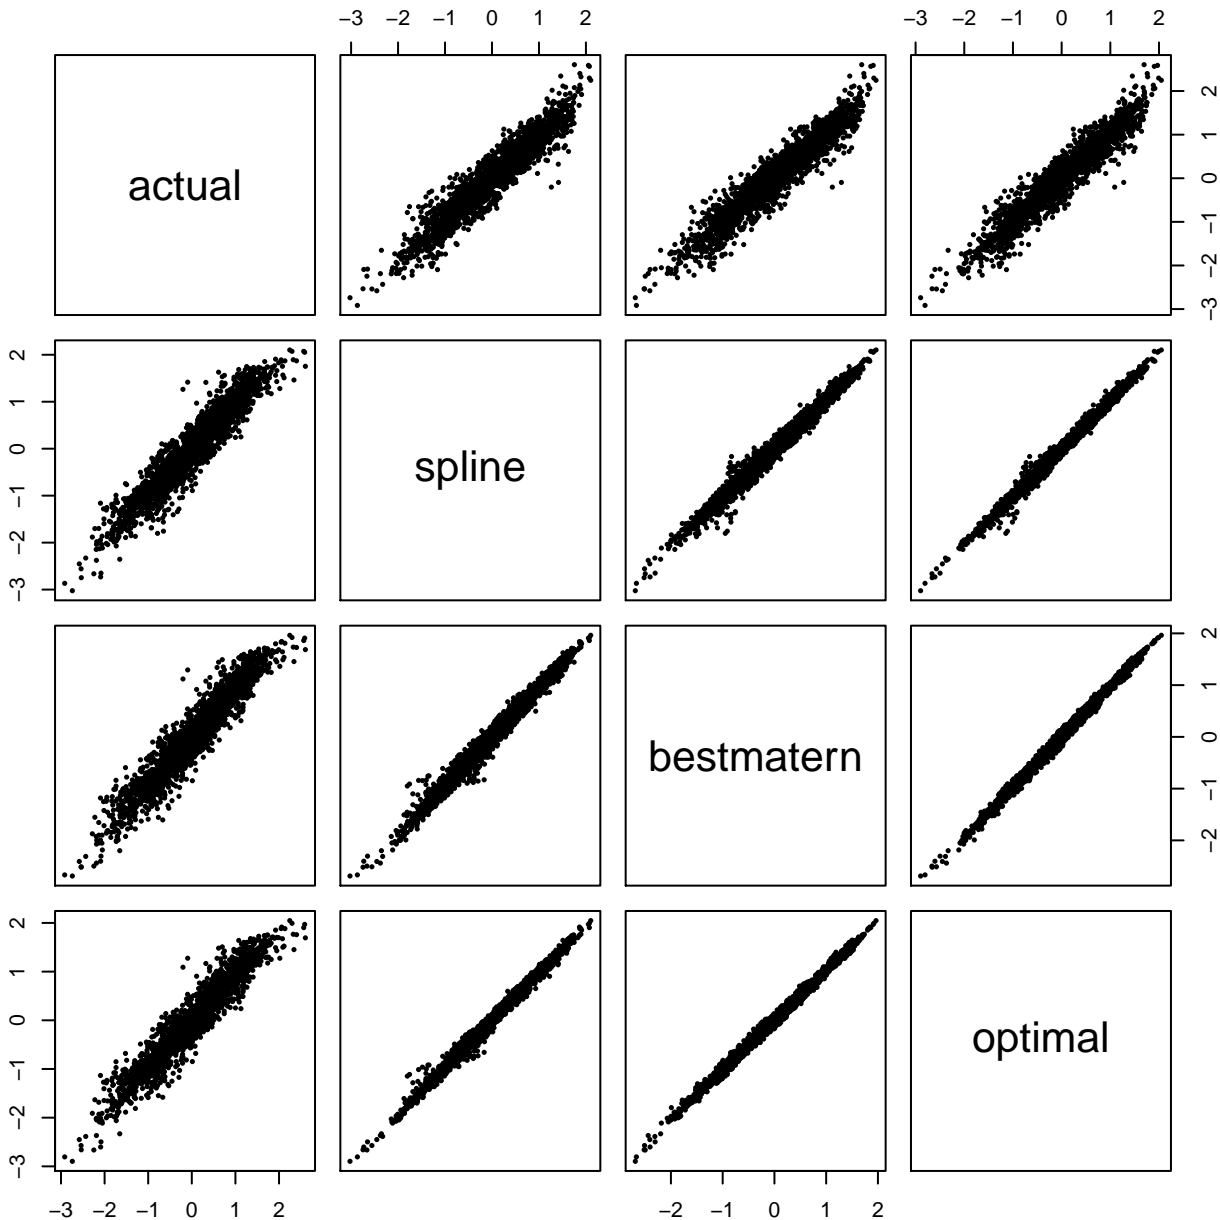 −3 −2 −1 0 1 2 −3 −2 −1 0 1 2
actual
−3 −2 −1 0 1 2
−3 −2 −1 0 1 2
spline
bestmatern
−2 −1 0 1 2
−3 −2 −1 0 1 2
optimal
−3 −2 −1 0 1 2 −2 −1 0 1 2